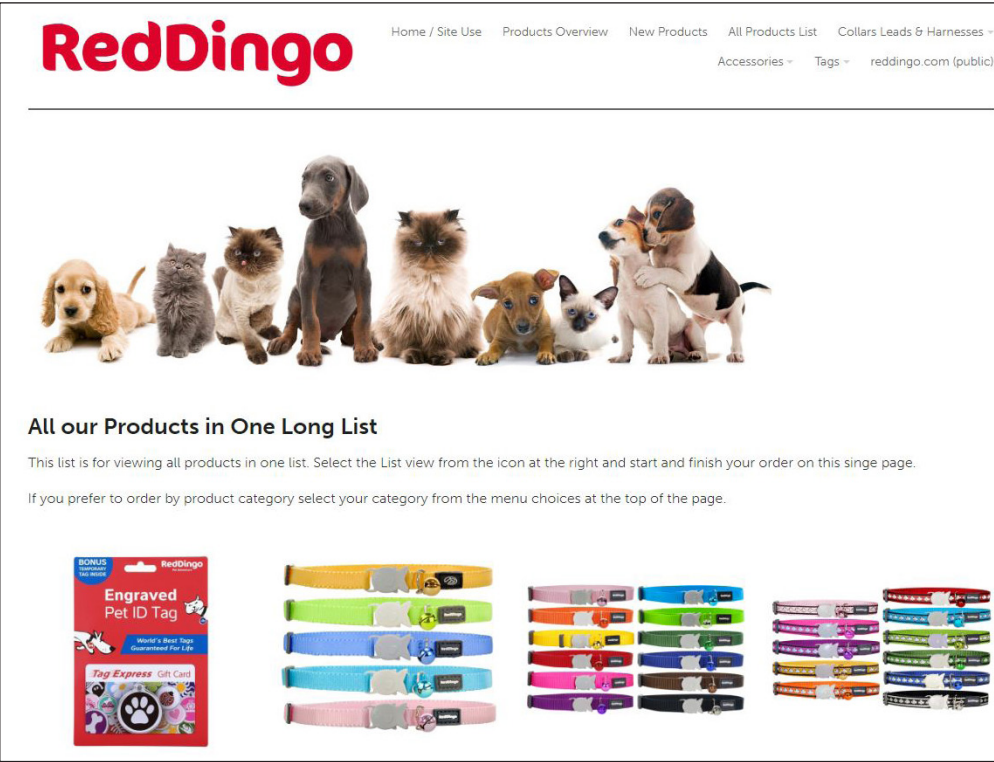 RedDingo
Home / Site Use Products Overview New Products All Products List Collars Leads & Harnesses
Accessories Tags reddingo.com (public)
All our Products in One Long List
This list is for viewing all products in one list. Select the List view from the icon at the right and start and finish your order on this singe page.
If you prefer to order by product category select your category from the menu choices at the top of the page.
BONUS
TEMPORARY
TAG INSIDE
RedDingo
Engraved
Pet ID Tag
World's Best Tags
Guaranteed For Life
Tag Express Gift Card
RedDingo
RedDingo
RedDingo
RedDingo